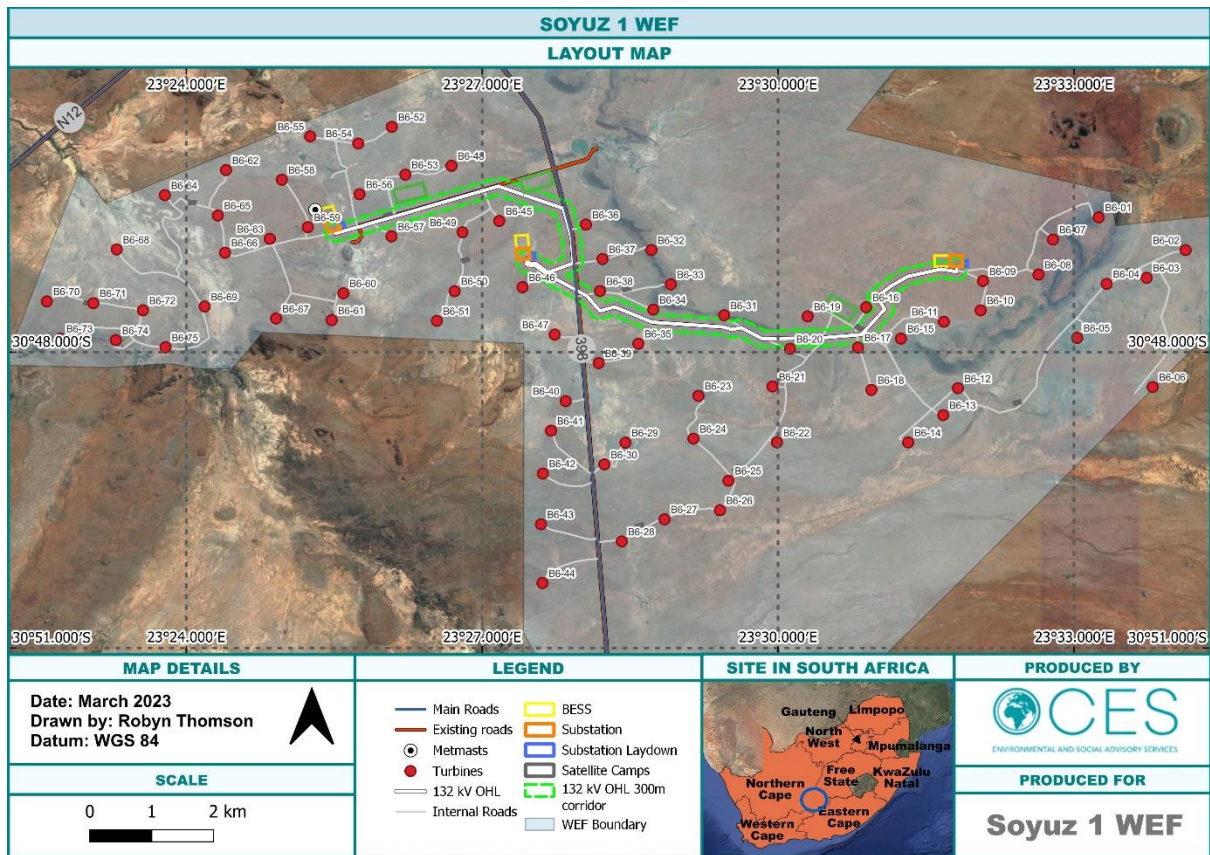 SOYUZ 1 WEF
LAYOUT MAP
23°24.000'E
23°27.000'E
23°30.000'E
23°33.000'E
N12
B6-55
B6-54
B6-52
B6-62
B6-58
B6-53
B6-48
B6-64
B6-56
B6-65
B6-59
B6-63
B6-57
B6-49
B6-45
B6-36
B6-01
B6-68
B6-66
B6-37
B6-32
B6-07
B6-02
B6-70
B6-71
B6-72
B6-69
B6-60
B6-50
B6-46
B6-38
B6-33
B6-09
B6-08
B6-04
B6-03
B6-73
B6-74
B6-75
B6-67
B6-61
B6-51
B6-34
B6-31
B6-19
B6-16
B6-11
B6-10
B6-47
B6-35
B6-20
B6-17
B6-15
B6-05
30°48.000'S
398
B6-39
30°48.000'S
B6-40
B6-23
B6-21
B6-18
B6-12
B6-06
B6-41
B6-29
B6-24
B6-22
B6-13
B6-42
B6-30
B6-25
B6-14
B6-43
B6-28
B6-27
B6-26
B6-44
30°51.000'S
23°24.000'E
23°27.000'E
23°30.000'E
23°33.000'E
30°51.000'S
MAP DETAILS
Date: March 2023
Drawn by: Robyn Thomson
Datum: WGS 84
SCALE
0 1 2 km
LEGEND
Main Roads
Existing roads
Metmasts
Turbines
132 kV OHL
Internal Roads
BESS
Substation
Substation Laydown
Satellite Camps
132 kV OHL 300m
corridor
WEF Boundary
SITE IN SOUTH AFRICA
Limpopo
Gauteng
North
West
Mpumalanga
Free
State
KwaZulu
Natal
Northern
Cape
Eastern
Cape
Western
Cape
PRODUCED BY
CES
ENVIRONMENTAL AND SOCIAL ADVISORY SERVICES
PRODUCED FOR
Soyuz 1 WEF